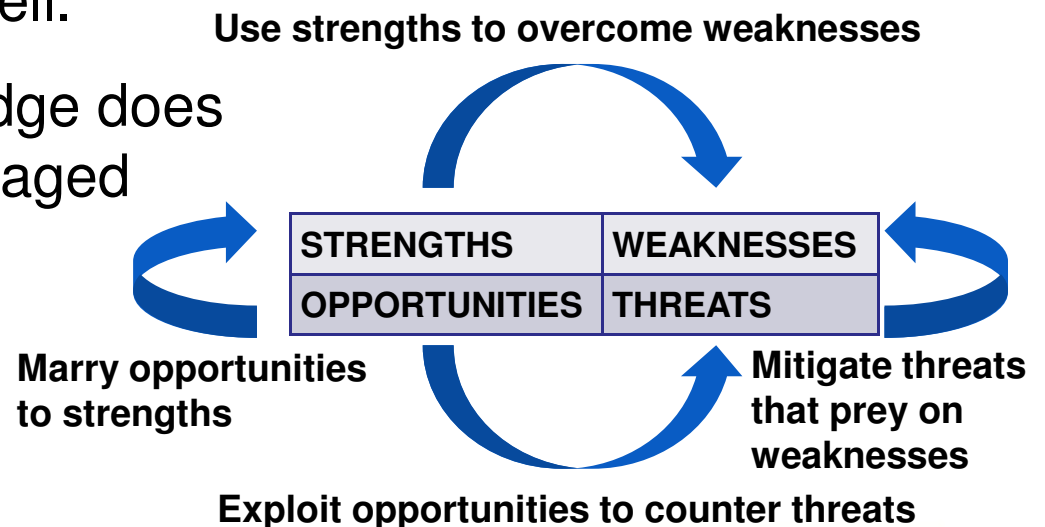 ell.
Use strengths to overcome weaknesses
dge does
aged
STRENGTHS WEAKNESSES
OPPORTUNITIES THREATS
Marry opportunities
to strengths
Mitigate threats
that prey on
weaknesses
Exploit opportunities to counter threats